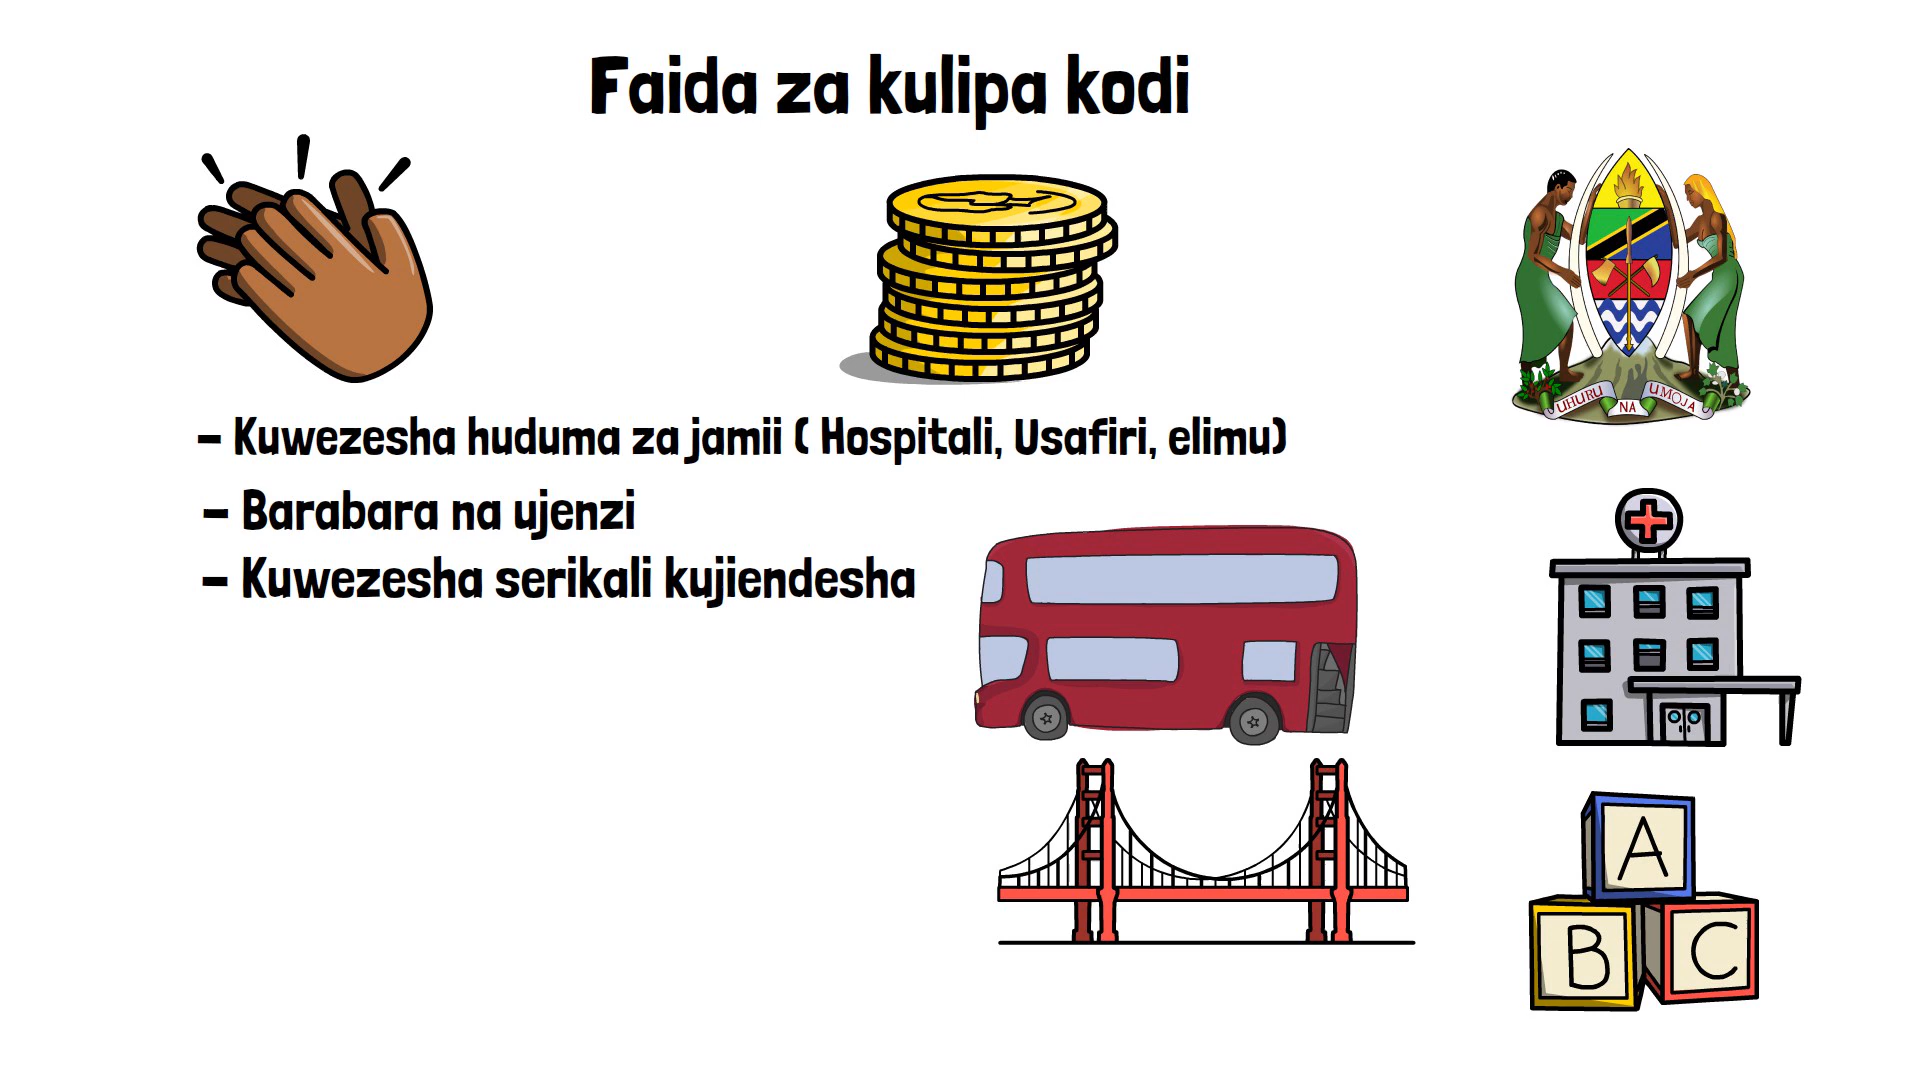 Faida za kulipa kodi
UHURU NA UMOJA
– Kuwezesha huduma za jamii ( Hospitali, Usafiri, elimu)
– Barabara na ujenzi
– Kuwezesha serikali kujiendesha
A
B C